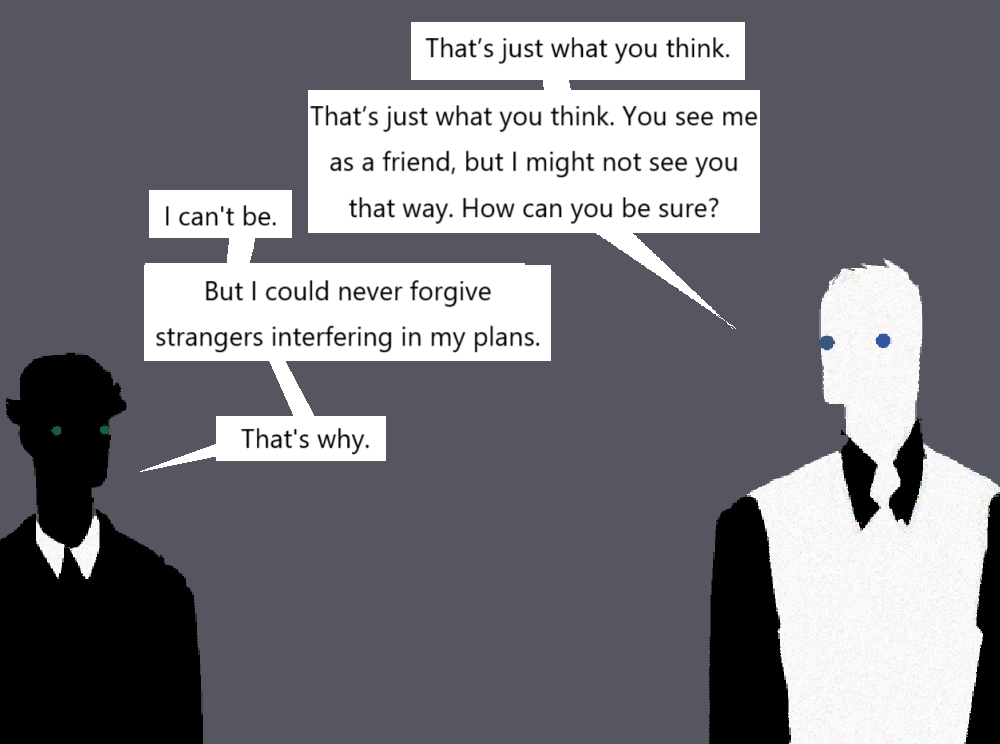 That’s just what you think.
That’s just what you think. You see me
as a friend, but I might not see you
that way. How can you be sure?
I can't be.
But I could never forgive
strangers interfering in my plans.
That's why.